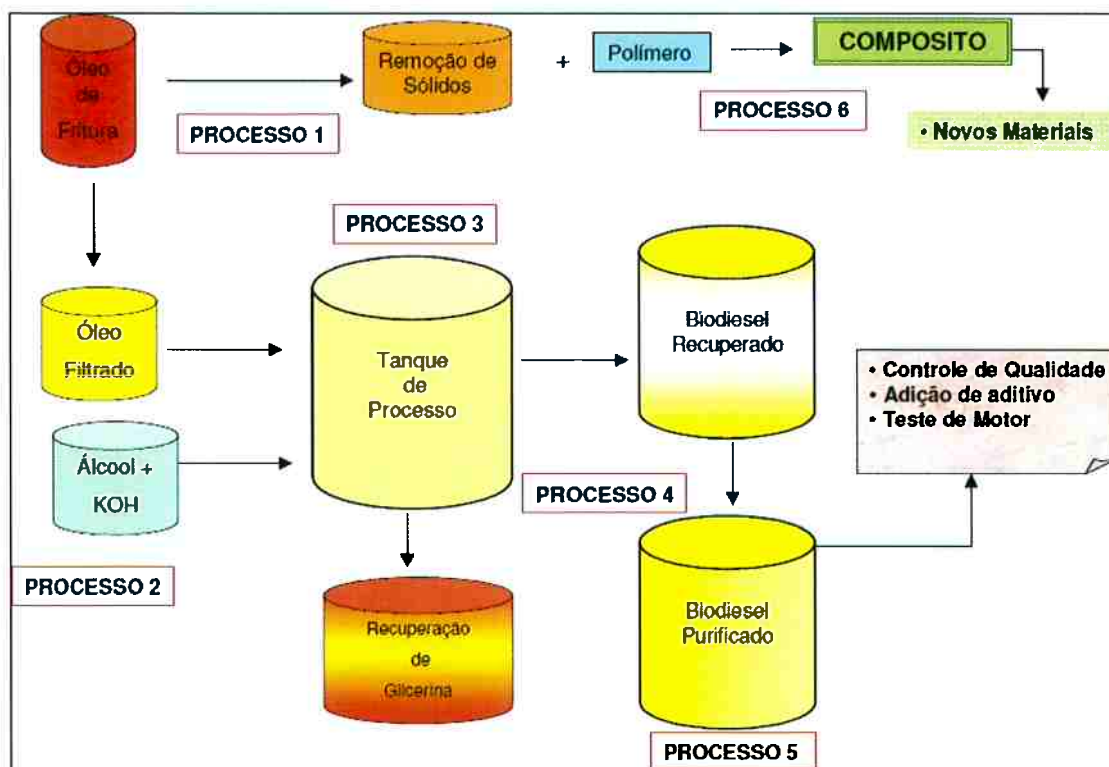 Óleo
de
Fritura
Remoção de
Sólidos
+
Polímero
COMPOSITO
PROCESSO 1
PROCESSO 6
• Novos Materiais
PROCESSO 3
Óleo
Filtrado
Tanque
de
Processo
Biodiesel
Recuperado
• Controle de Qualidade
• Adição de aditivo
• Teste de Motor
Álcool +
KOH
PROCESSO 4
PROCESSO 2
Recuperação
de
Glicerina
Biodiesel
Purificado
PROCESSO 5